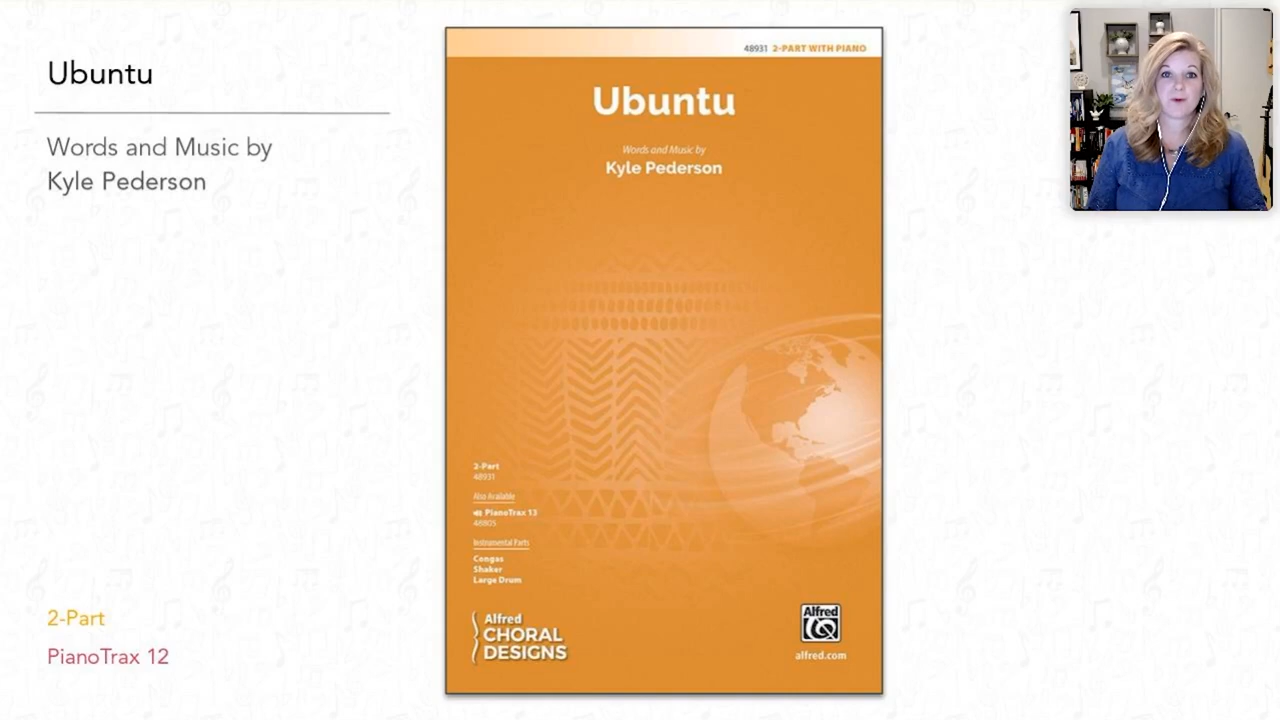 Ubuntu
Words and Music by
Kyle Pederson
2-Part
PianoTrax 12
48931 2-PART WITH PIANO
Ubuntu
Words and Music by
Kyle Pederson
2-Part
48931
Also Available
PianoTrax 13
48805
Instrumental Parts
Congas
Shaker
Large Drum
Alfred
CHORAL
DESIGNS
Alfred
alfred.com